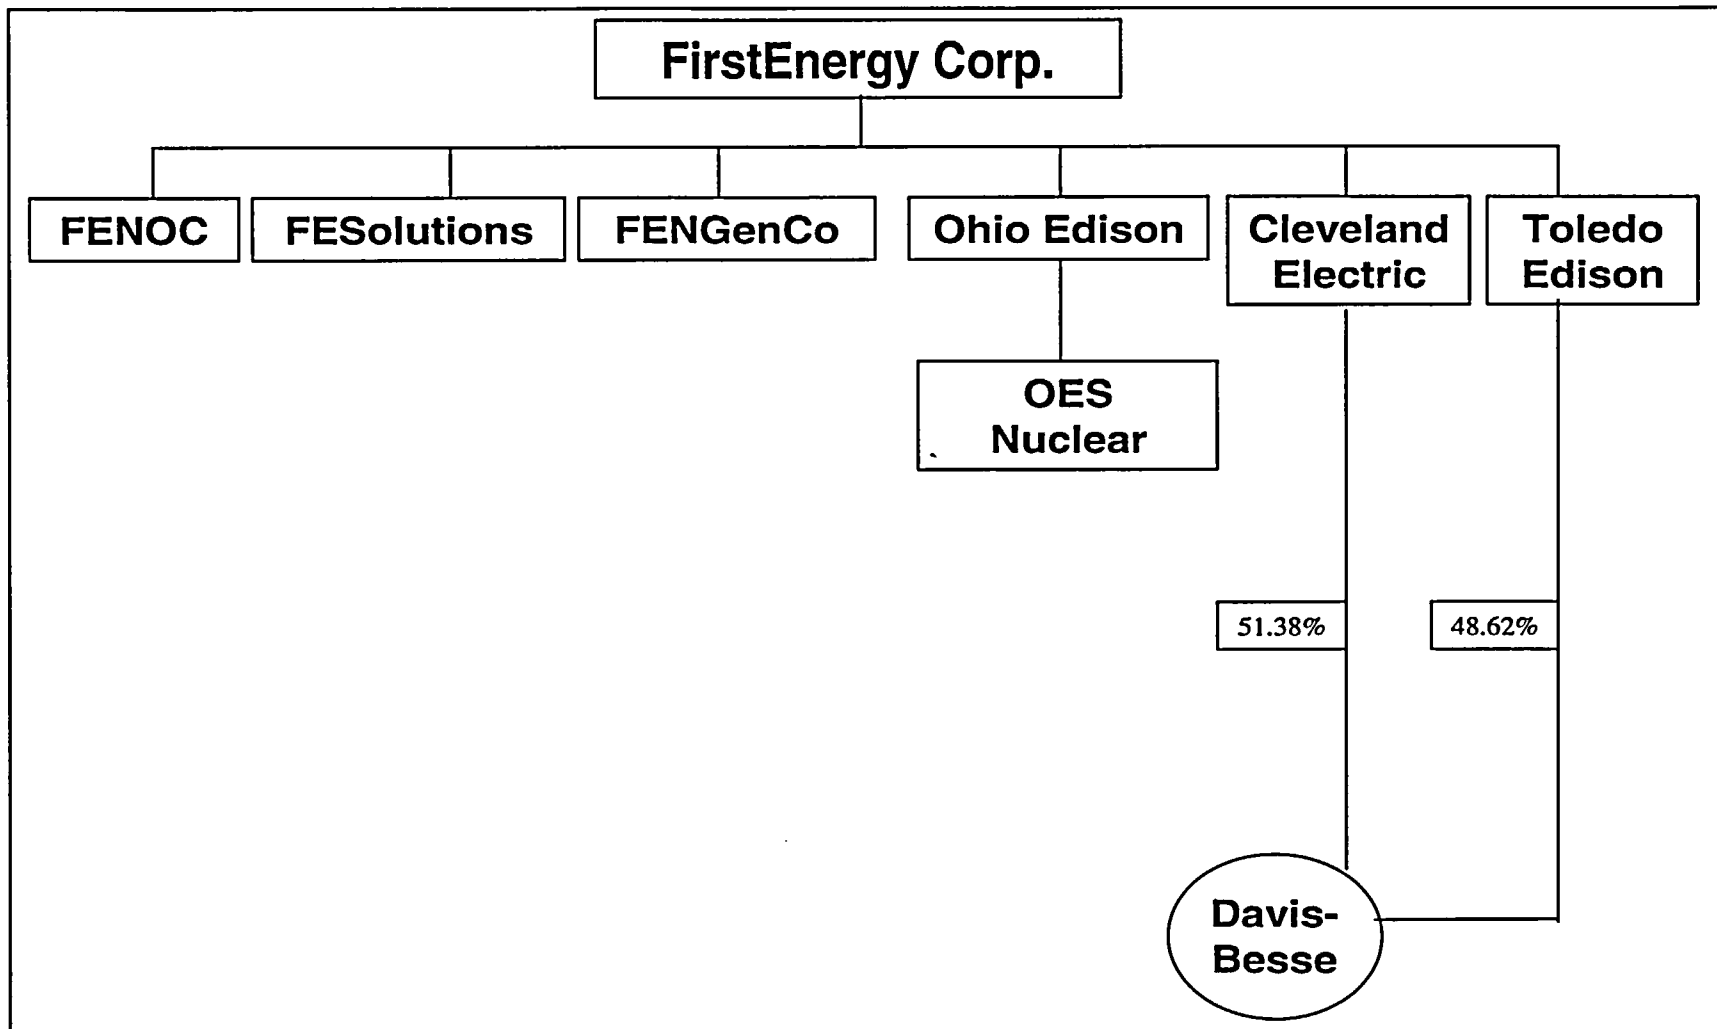 FirstEnergy Corp.
FENOC
FESolutions
FENGenCo
Ohio Edison
Cleveland
Electric
Toledo
Edison
OES
Nuclear
51.38%
48.62%
Davis-
Besse